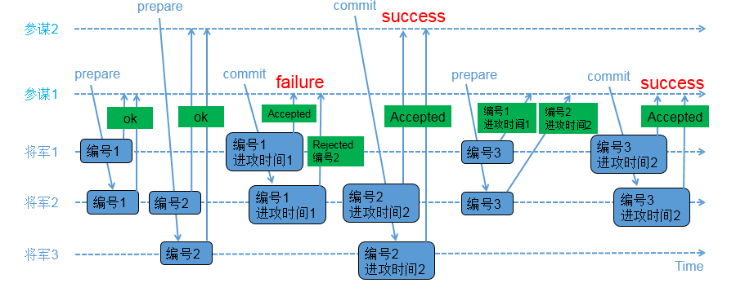 prepare
commit
success
参谋2
prepare
commit
failure
prepare
commit
success
参谋1
ok
ok
Accepted
Accepted
编号1
进攻时间1
编号2
进攻时间2
Accepted
将军1
编号1
编号1
进攻时间1
Rejected
编号2
编号3
编号3
进攻时间2
将军2
编号1
编号2
编号1
进攻时间1
编号2
进攻时间2
编号3
编号3
进攻时间2
将军3
编号2
编号2
进攻时间2
Time